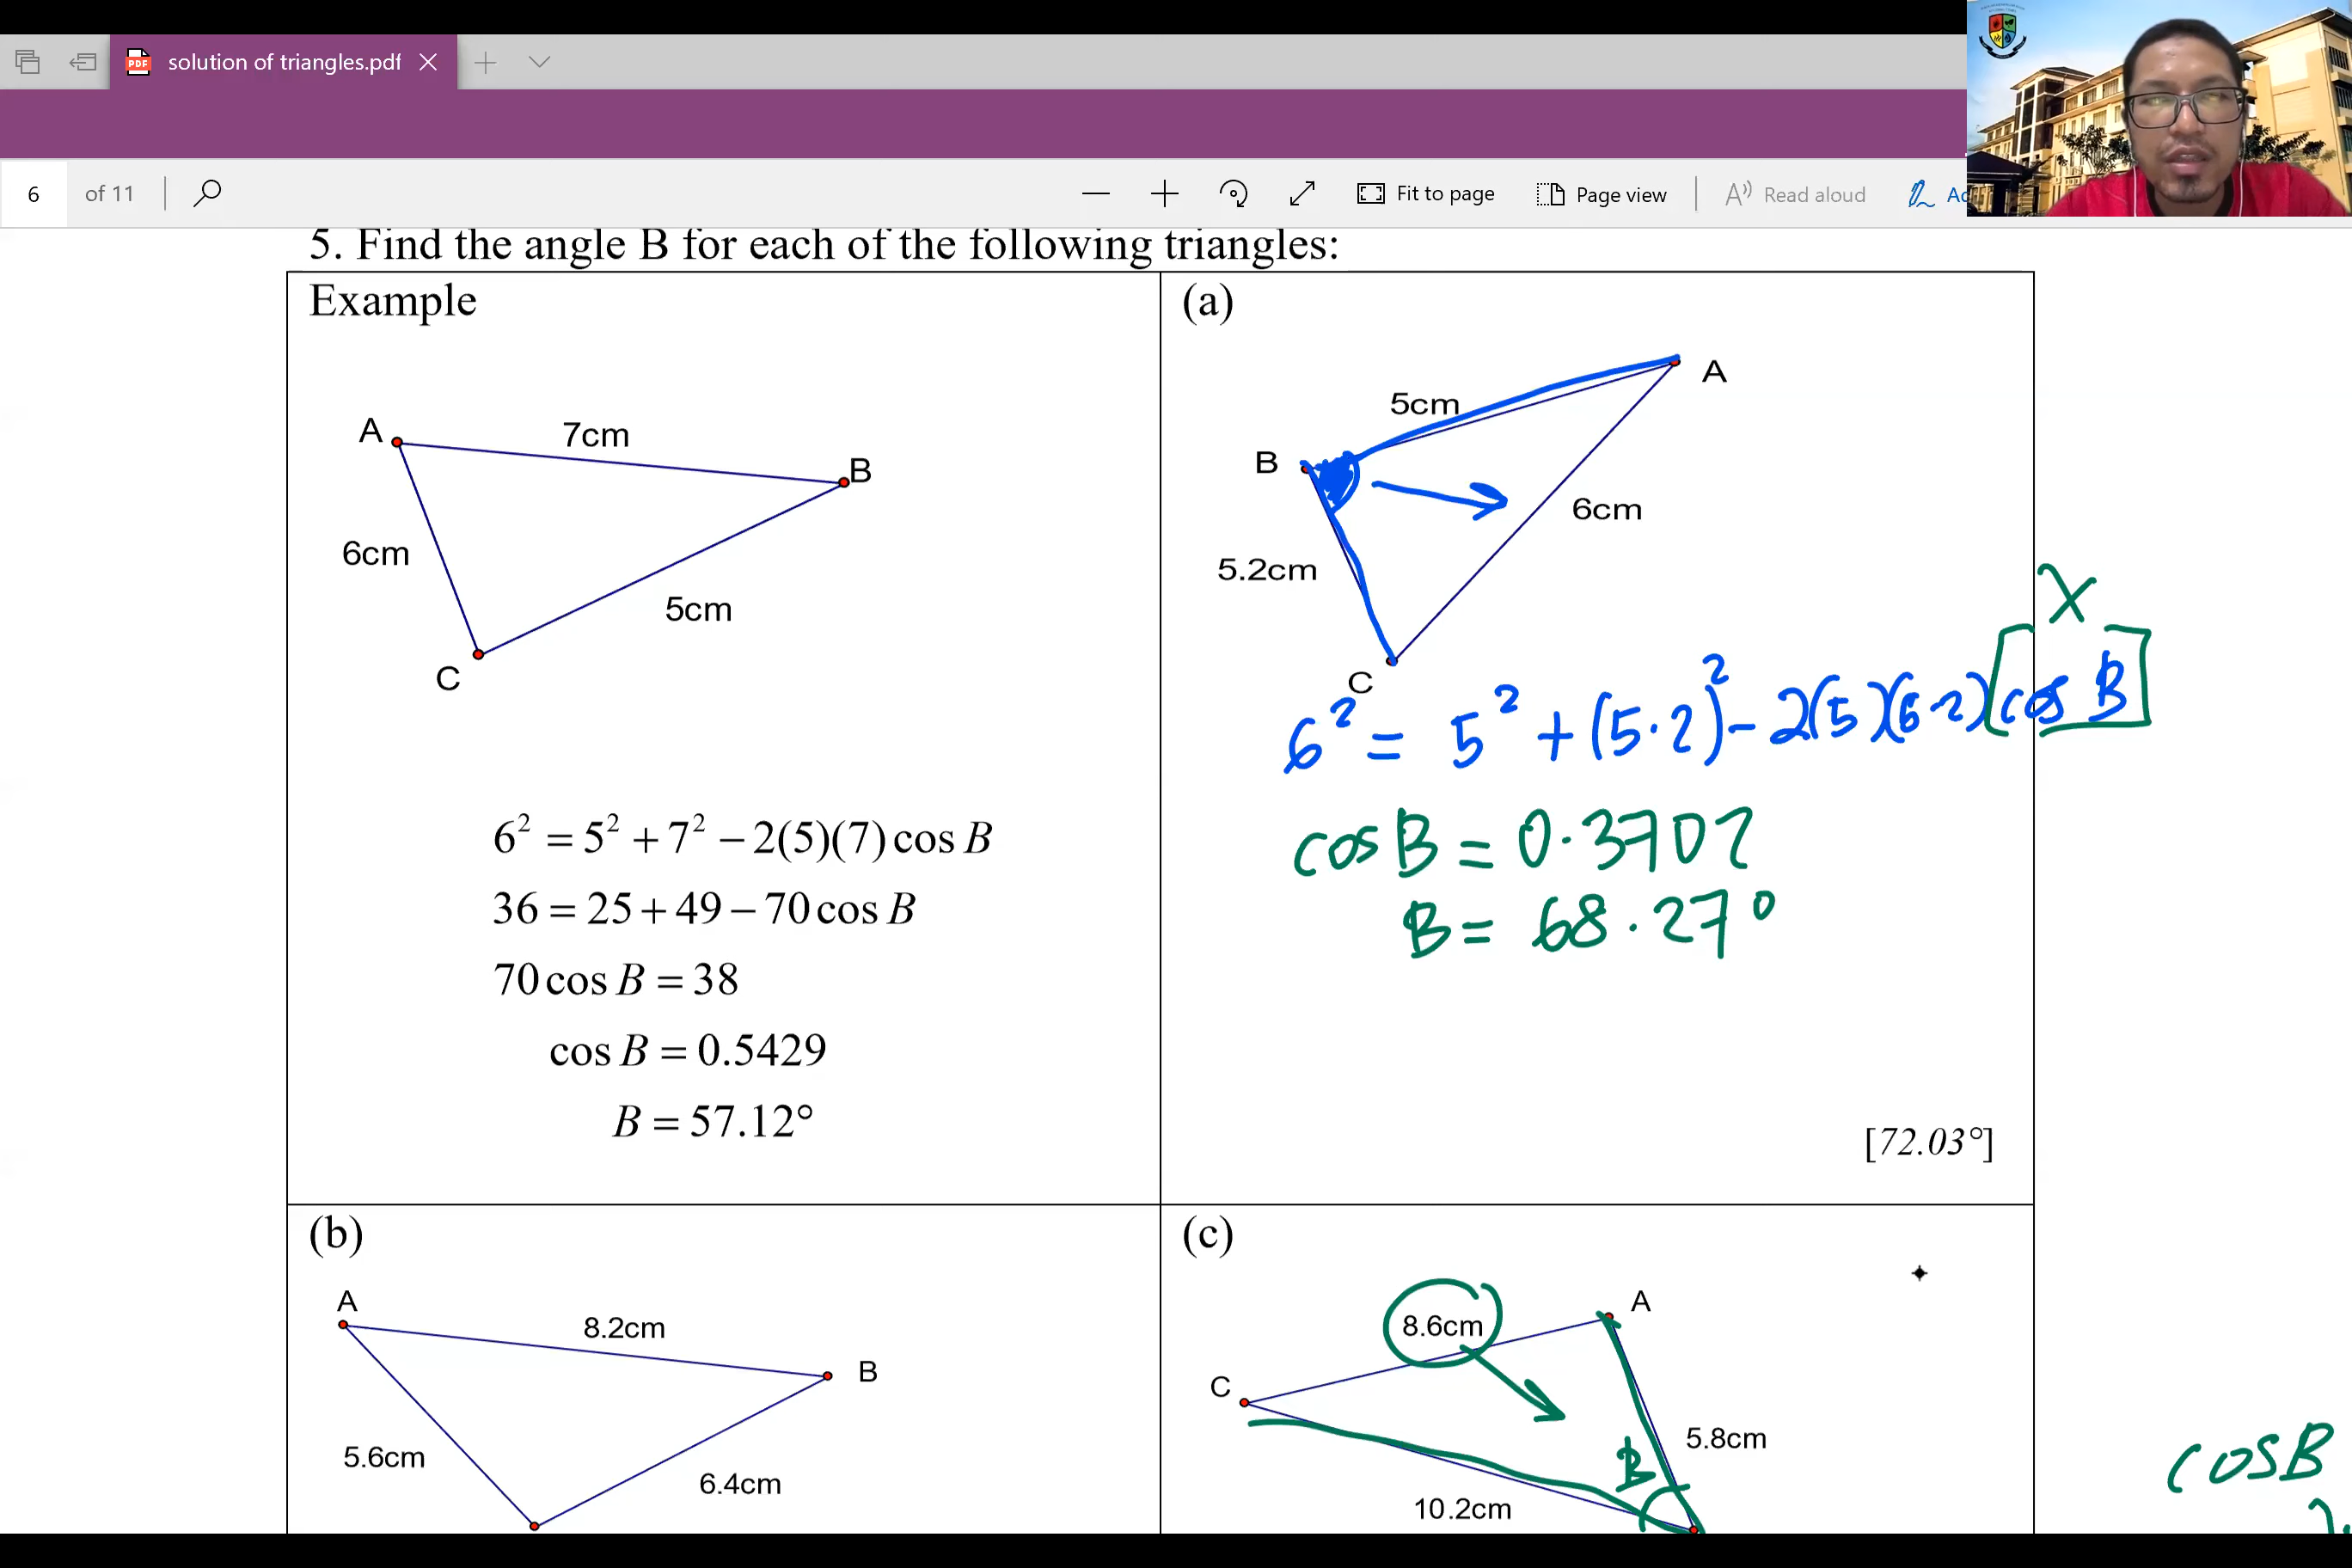 solution of triangles.pdf
6 of 11
Fit to page
Page view
Read aloud
5. Find the angle B for each of the following triangles:
Example
A
7cm
B
6cm
5cm
C
6² = 5² + 7² − 2(5)(7) cos B
36 = 25 + 49 − 70 cos B
70 cos B = 38
cos B = 0.5429
B = 57.12°
(a)
A
5cm
B
6cm
5.2cm
C
X
6² = 5² + (5.2)² − 2(5)(6.2)[cos B]
cos B = 0.3702
B = 68.27°
[72.03°]
(b)
A
8.2cm
B
5.6cm
6.4cm
(c)
8.6cm
A
C
5.8cm
B
10.2cm
cos B